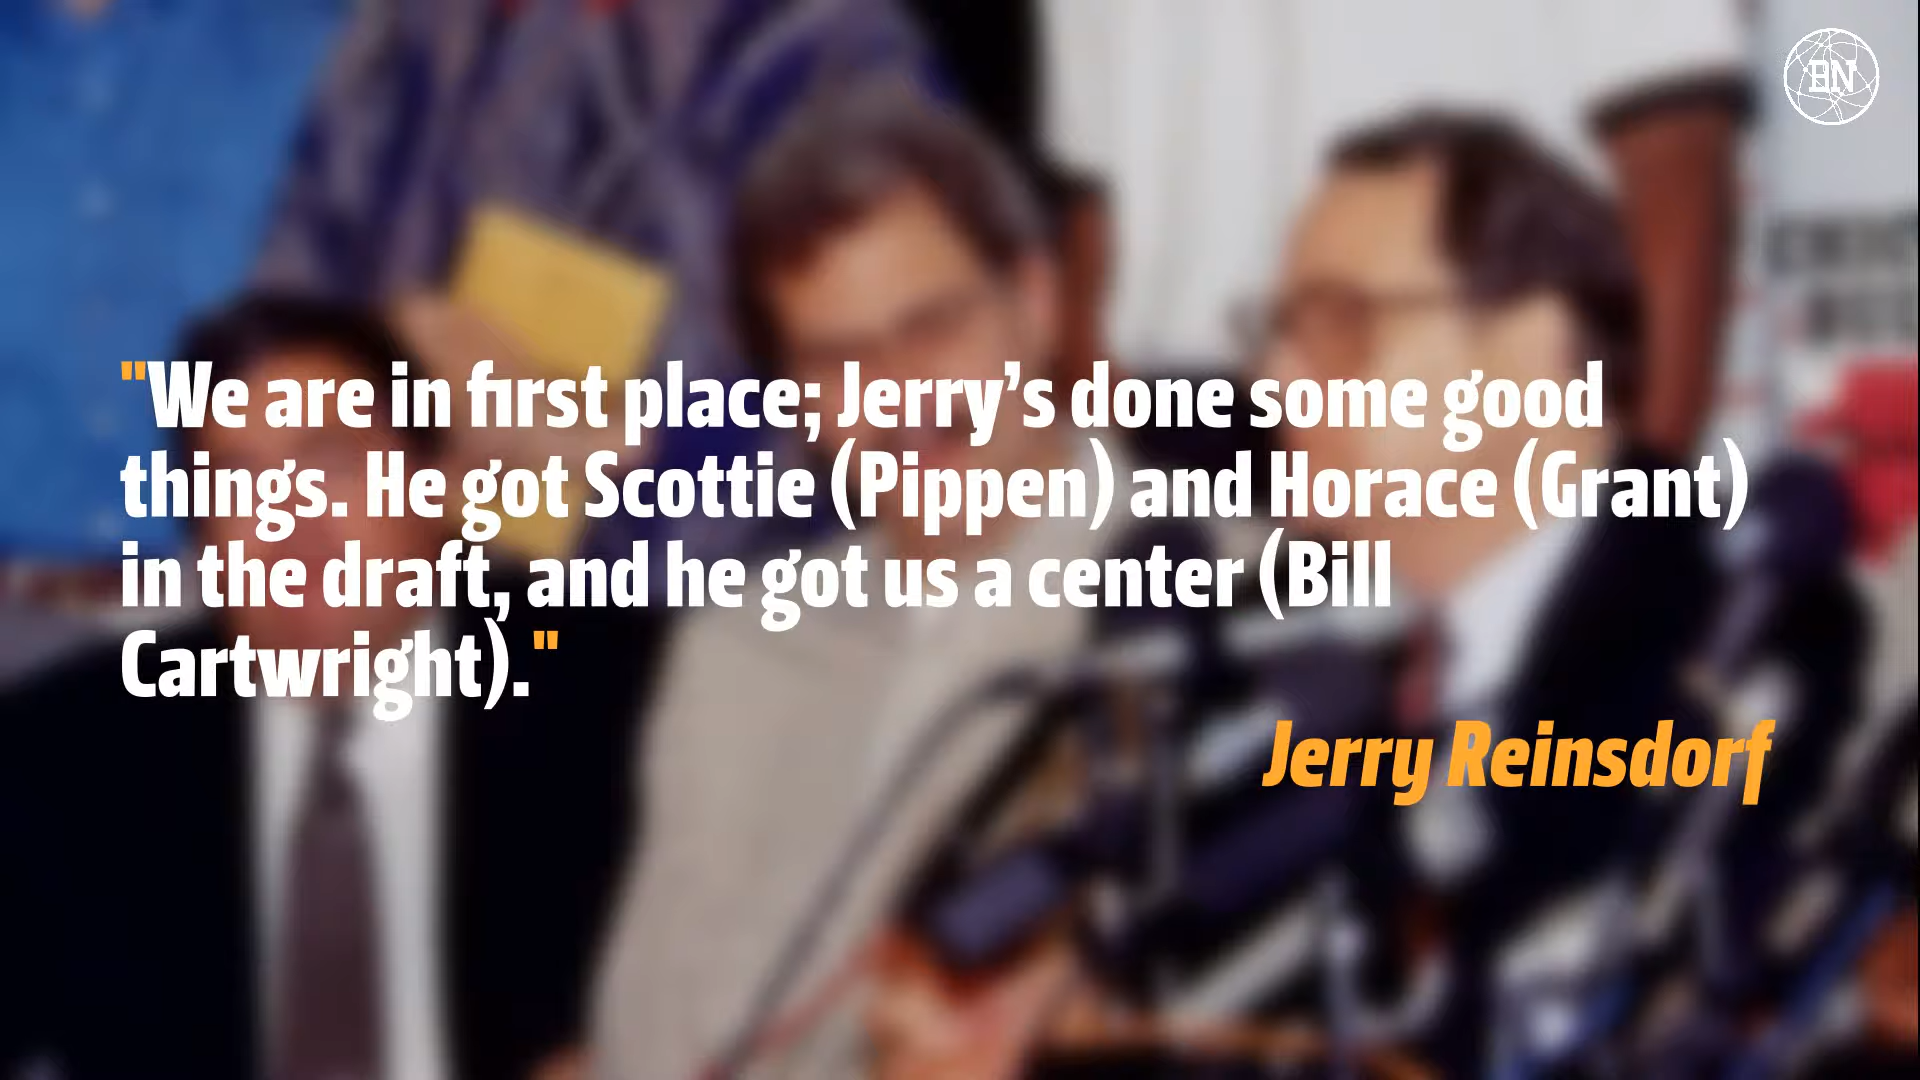 BN
"We are in first place; Jerry’s done some good
things. He got Scottie (Pippen) and Horace (Grant)
in the draft, and he got us a center (Bill
Cartwright)."
Jerry Reinsdorf